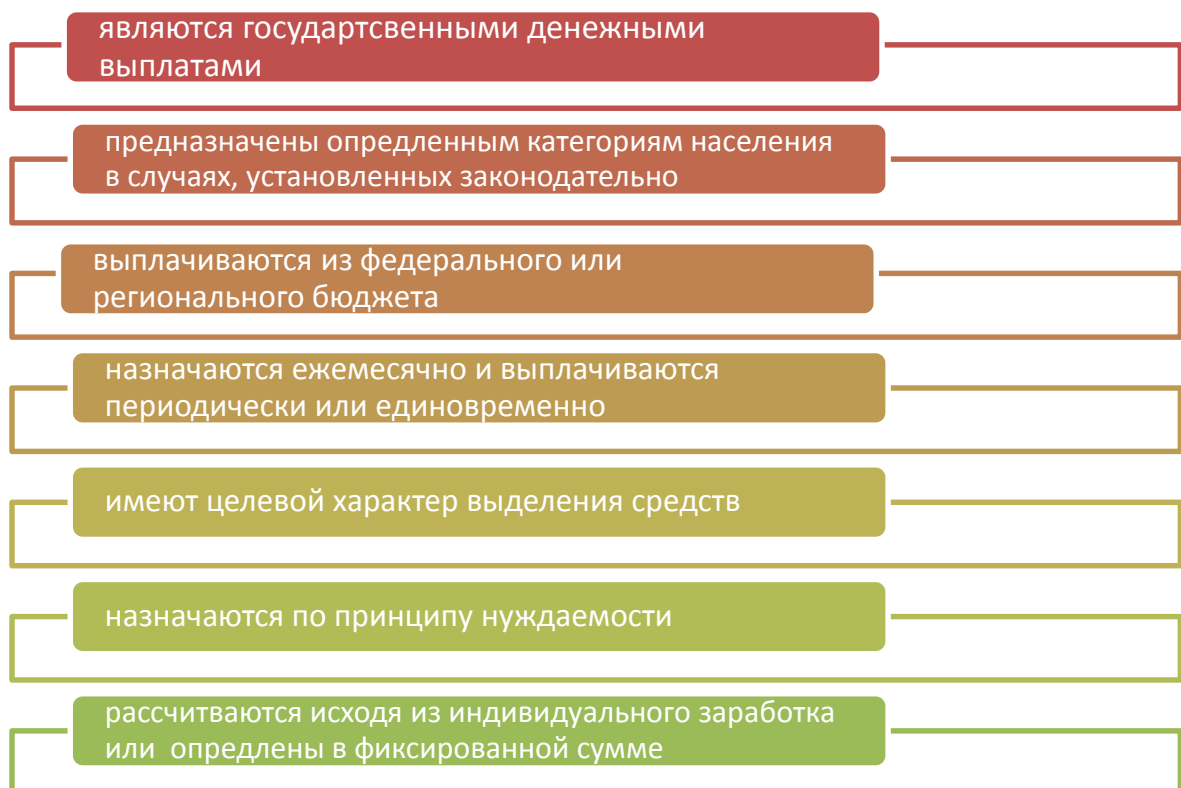 являются государтсвенными денежными
выплатами
предназначены опредленным категориям населения
в случаях, установленных законодательно
выплачиваются из федерального или
регионального бюджета
назначаются ежемесячно и выплачиваются
периодически или единовременно
имеют целевой характер выделения средств
назначаются по принципу нуждаемости
рассчитваются исходя из индивидуального заработка
или опредлены в фиксированной сумме